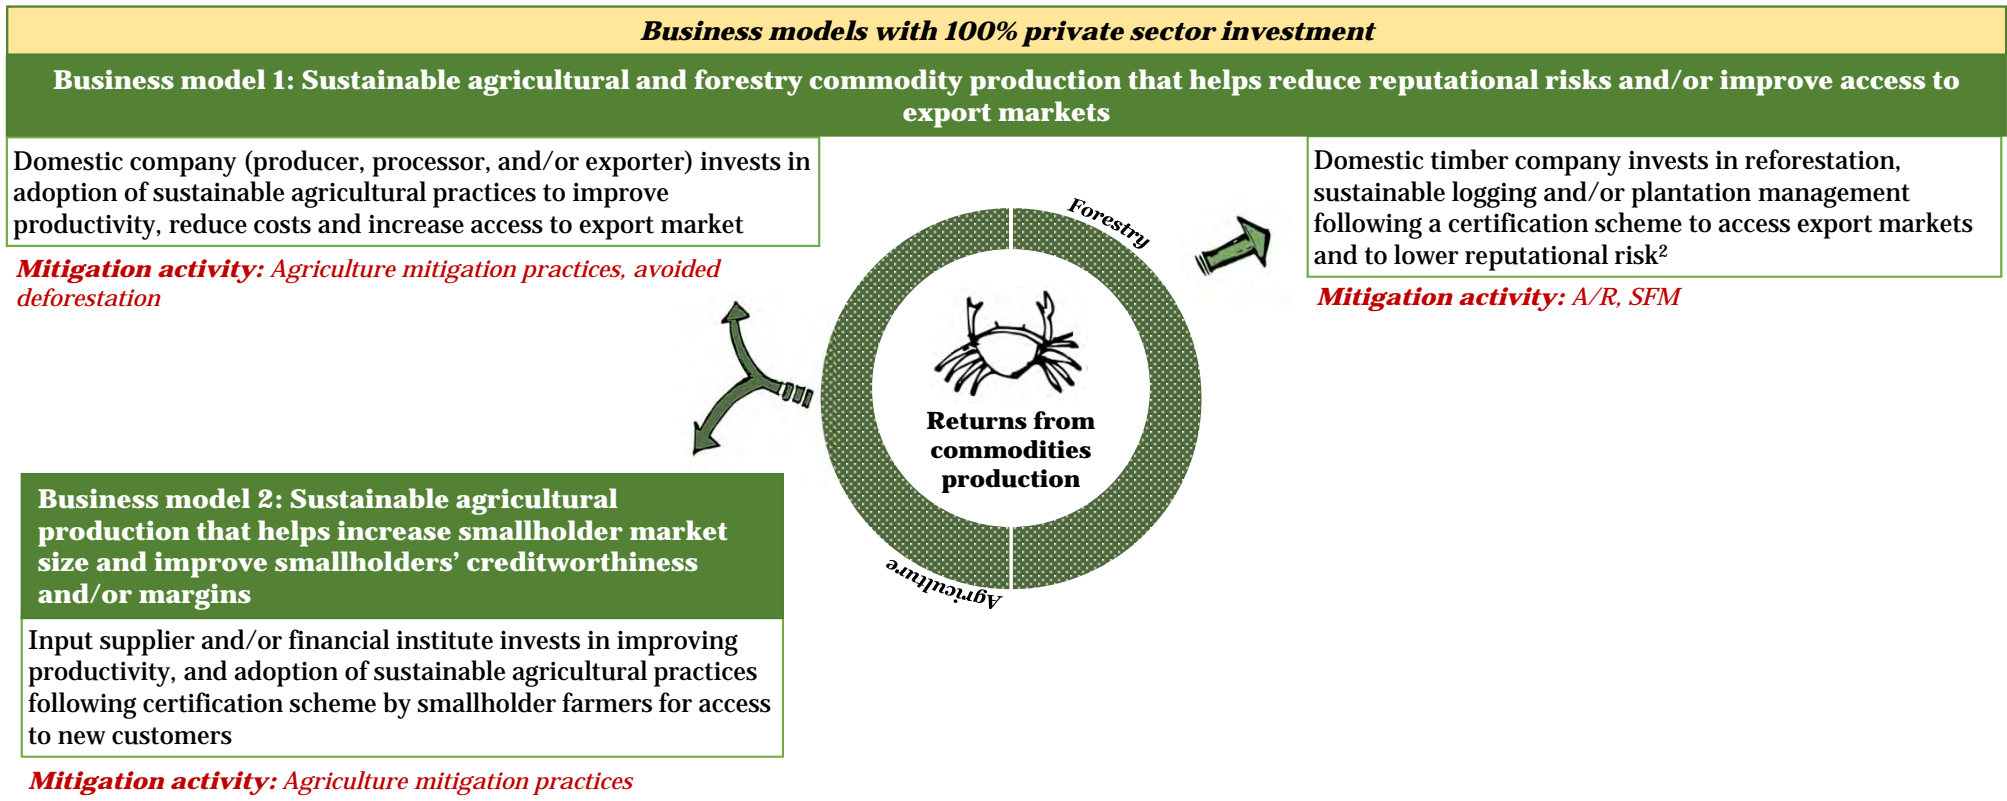 Business models with 100% private sector investment
Business model 1: Sustainable agricultural and forestry commodity production that helps reduce reputational risks and/or improve access to
export markets
Domestic company (producer, processor, and/or exporter) invests in
adoption of sustainable agricultural practices to improve
productivity, reduce costs and increase access to export market
Mitigation activity: Agriculture mitigation practices, avoided
deforestation
Domestic timber company invests in reforestation,
sustainable logging and/or plantation management
following a certification scheme to access export markets
and to lower reputational risk²
Mitigation activity: A/R, SFM
Forestry
Returns from
commodities
production
Agriculture
Business model 2: Sustainable agricultural
production that helps increase smallholder market
size and improve smallholders’ creditworthiness
and/or margins
Input supplier and/or financial institute invests in improving
productivity, and adoption of sustainable agricultural practices
following certification scheme by smallholder farmers for access
to new customers
Mitigation activity: Agriculture mitigation practices